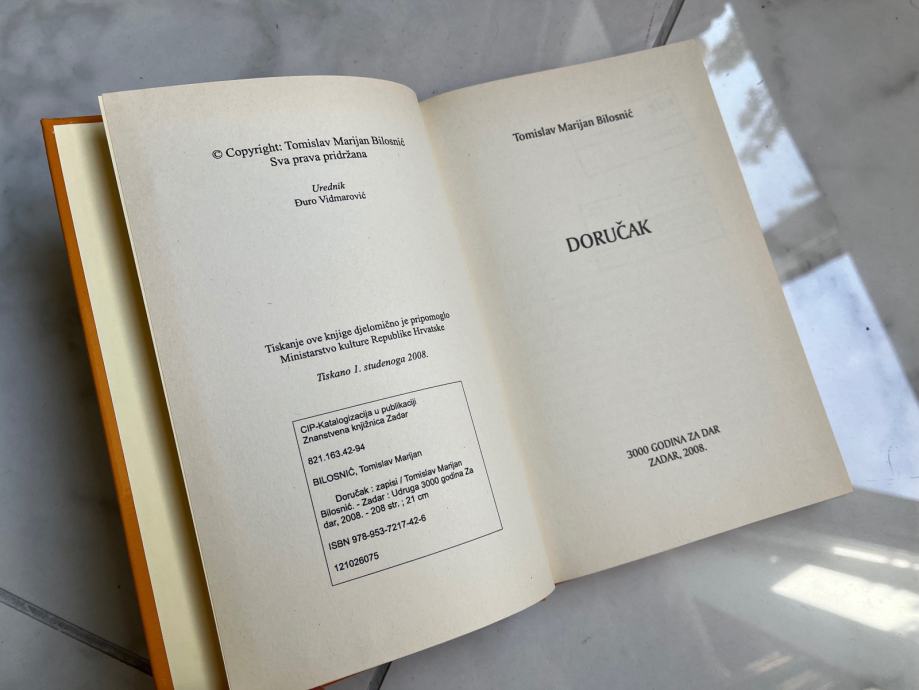 © Copyright: Tomislav Marijan Bilosnić
Sva prava pridržana
Urednik
Đuro Vidmarović
Tiskanje ove knjige djelomično je pripomoglo
Ministarstvo kulture Republike Hrvatske
Tiskano 1. studenoga 2008.
CIP-Katalogizacija u publikaciji
Znanstvena knjižnica Zadar
821.163.42-94
BILOSNIĆ, Tomislav Marijan
Doručak : zapisi / Tomislav Marijan
Bilosnić. - Zadar : Udruga 3000 godina Za
dar, 2008. - 208 str. ; 21 cm
ISBN 978-953-7217-42-6
121026075
Tomislav Marijan Bilosnić
DORUČAK
3000 GODINA ZA DAR
ZADAR, 2008.